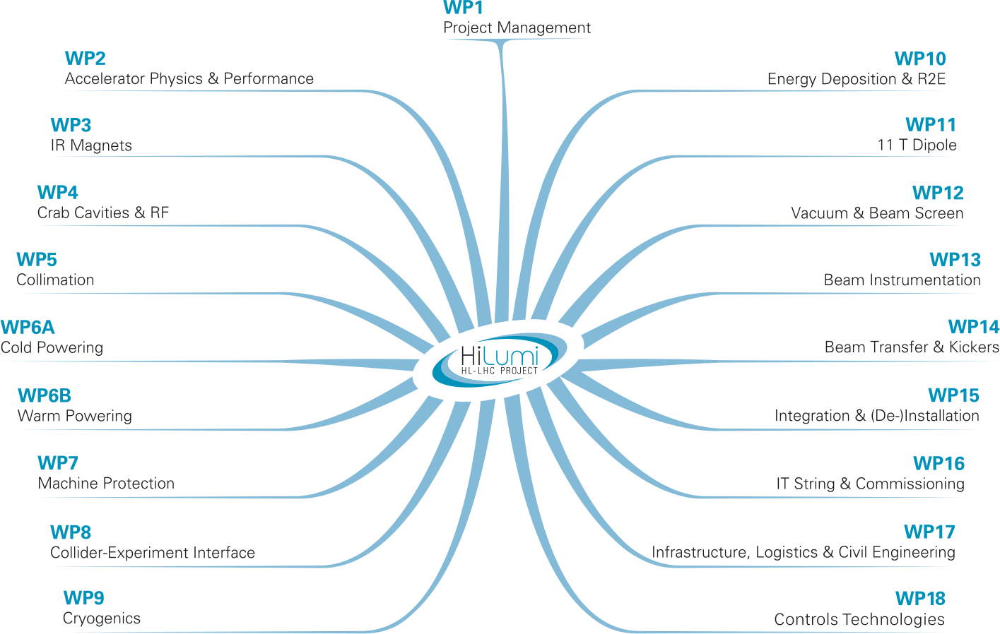 WP1
Project Management
WP2
Accelerator Physics & Performance
WP3
IR Magnets
WP4
Crab Cavities & RF
WP5
Collimation
WP6A
Cold Powering
WP6B
Warm Powering
WP7
Machine Protection
WP8
Collider-Experiment Interface
WP9
Cryogenics
HiLumi
HL-LHC PROJECT
WP10
Energy Deposition & R2E
WP11
11 T Dipole
WP12
Vacuum & Beam Screen
WP13
Beam Instrumentation
WP14
Beam Transfer & Kickers
WP15
Integration & (De-)Installation
WP16
IT String & Commissioning
WP17
Infrastructure, Logistics & Civil Engineering
WP18
Controls Technologies